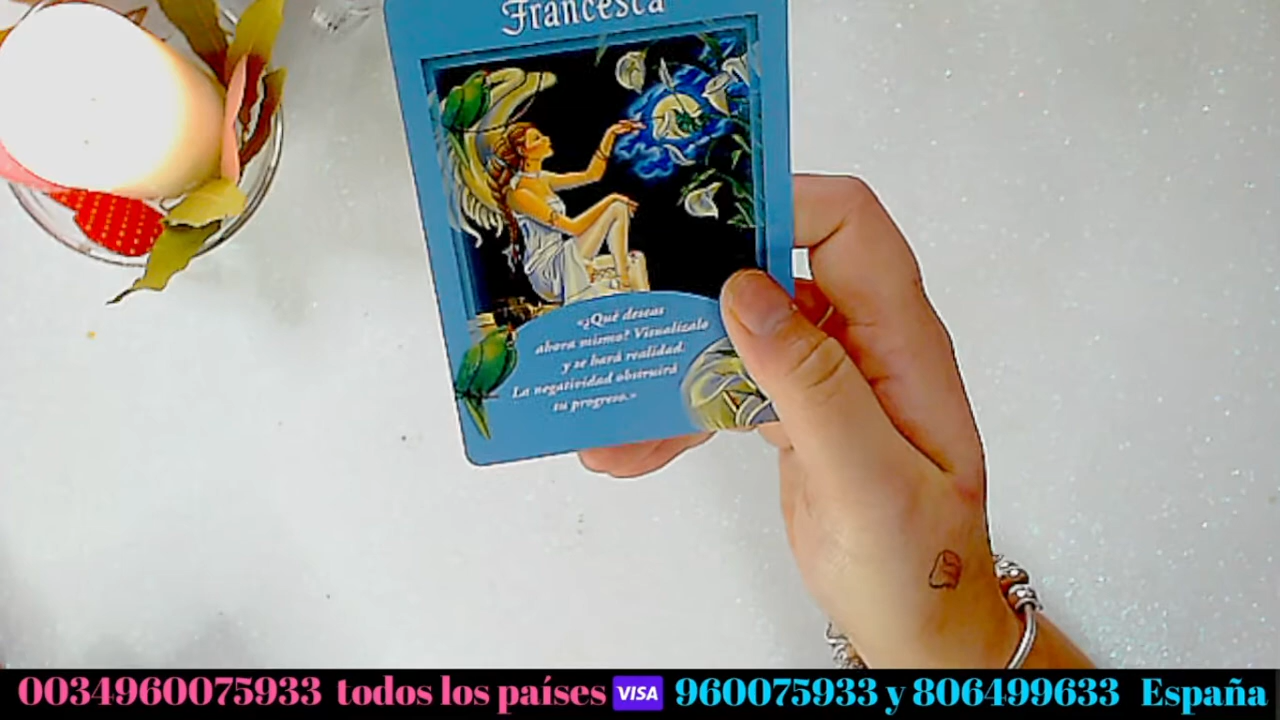 Francesca
«¿Qué deseas
ahora mismo? Visualízalo
y se hará realidad.
La negatividad obstruirá
tu progreso.»
0034960075933 todos los países VISA 960075933 y 806499633 España